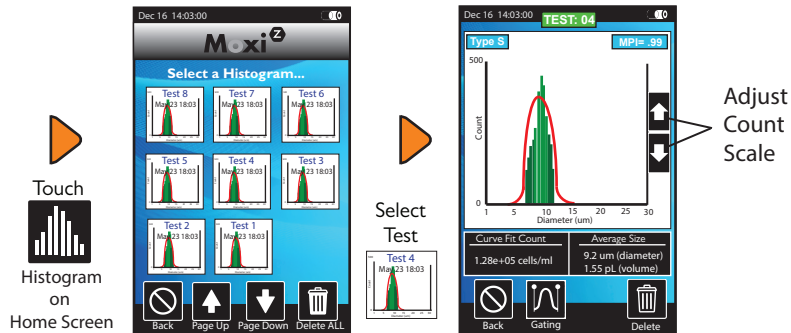 Touch
Histogram
on
Home Screen
Dec 16 14:03:00
Moxi Z
Select a Histogram...
Test 8
May 23 18:03
Test 7
May 23 18:03
Test 6
May 23 18:03
Test 5
May 23 18:03
Test 4
May 23 18:03
Test 3
May 23 18:03
Test 2
May 23 18:03
Test 1
May 23 18:03
Back
Page Up
Page Down
Delete ALL
Select
Test
Test 4
May 23 18:03
Dec 16 14:03:00
TEST: 04
Type S
MPI= .99
500
Count
0
1 5 10 15 20 25 30
Diameter (um)
Curve Fit Count
1.28e+05 cells/ml
Average Size
9.2 um (diameter)
1.55 pL (volume)
Back
Gating
Delete
Adjust
Count
Scale